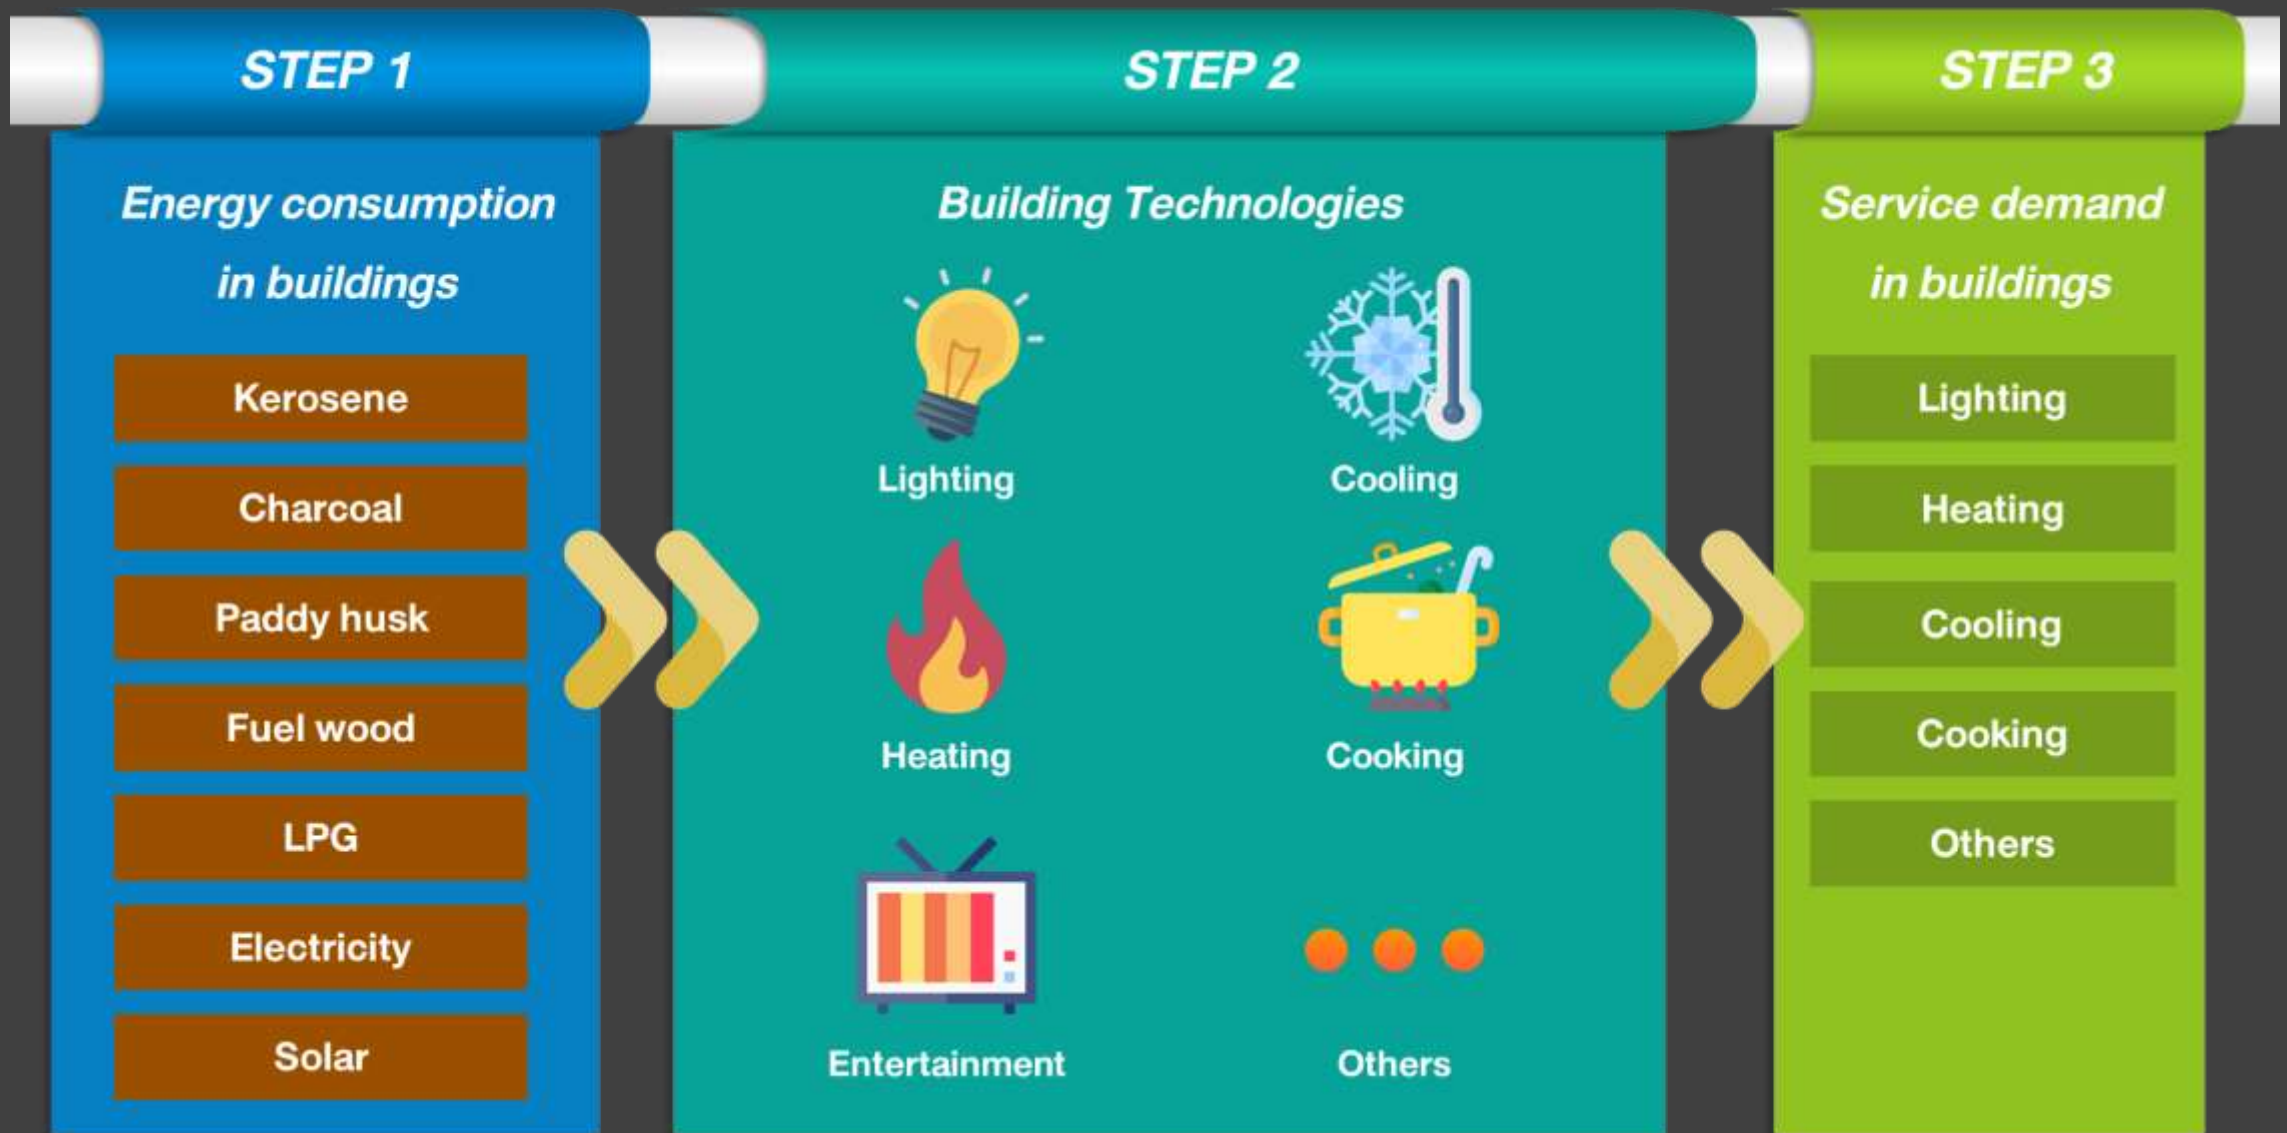 STEP 1
Energy consumption
in buildings
Kerosene
Charcoal
Paddy husk
Fuel wood
LPG
Electricity
Solar
STEP 2
Building Technologies
Lighting
Cooling
Heating
Cooking
Entertainment
Others
STEP 3
Service demand
in buildings
Lighting
Heating
Cooling
Cooking
Others